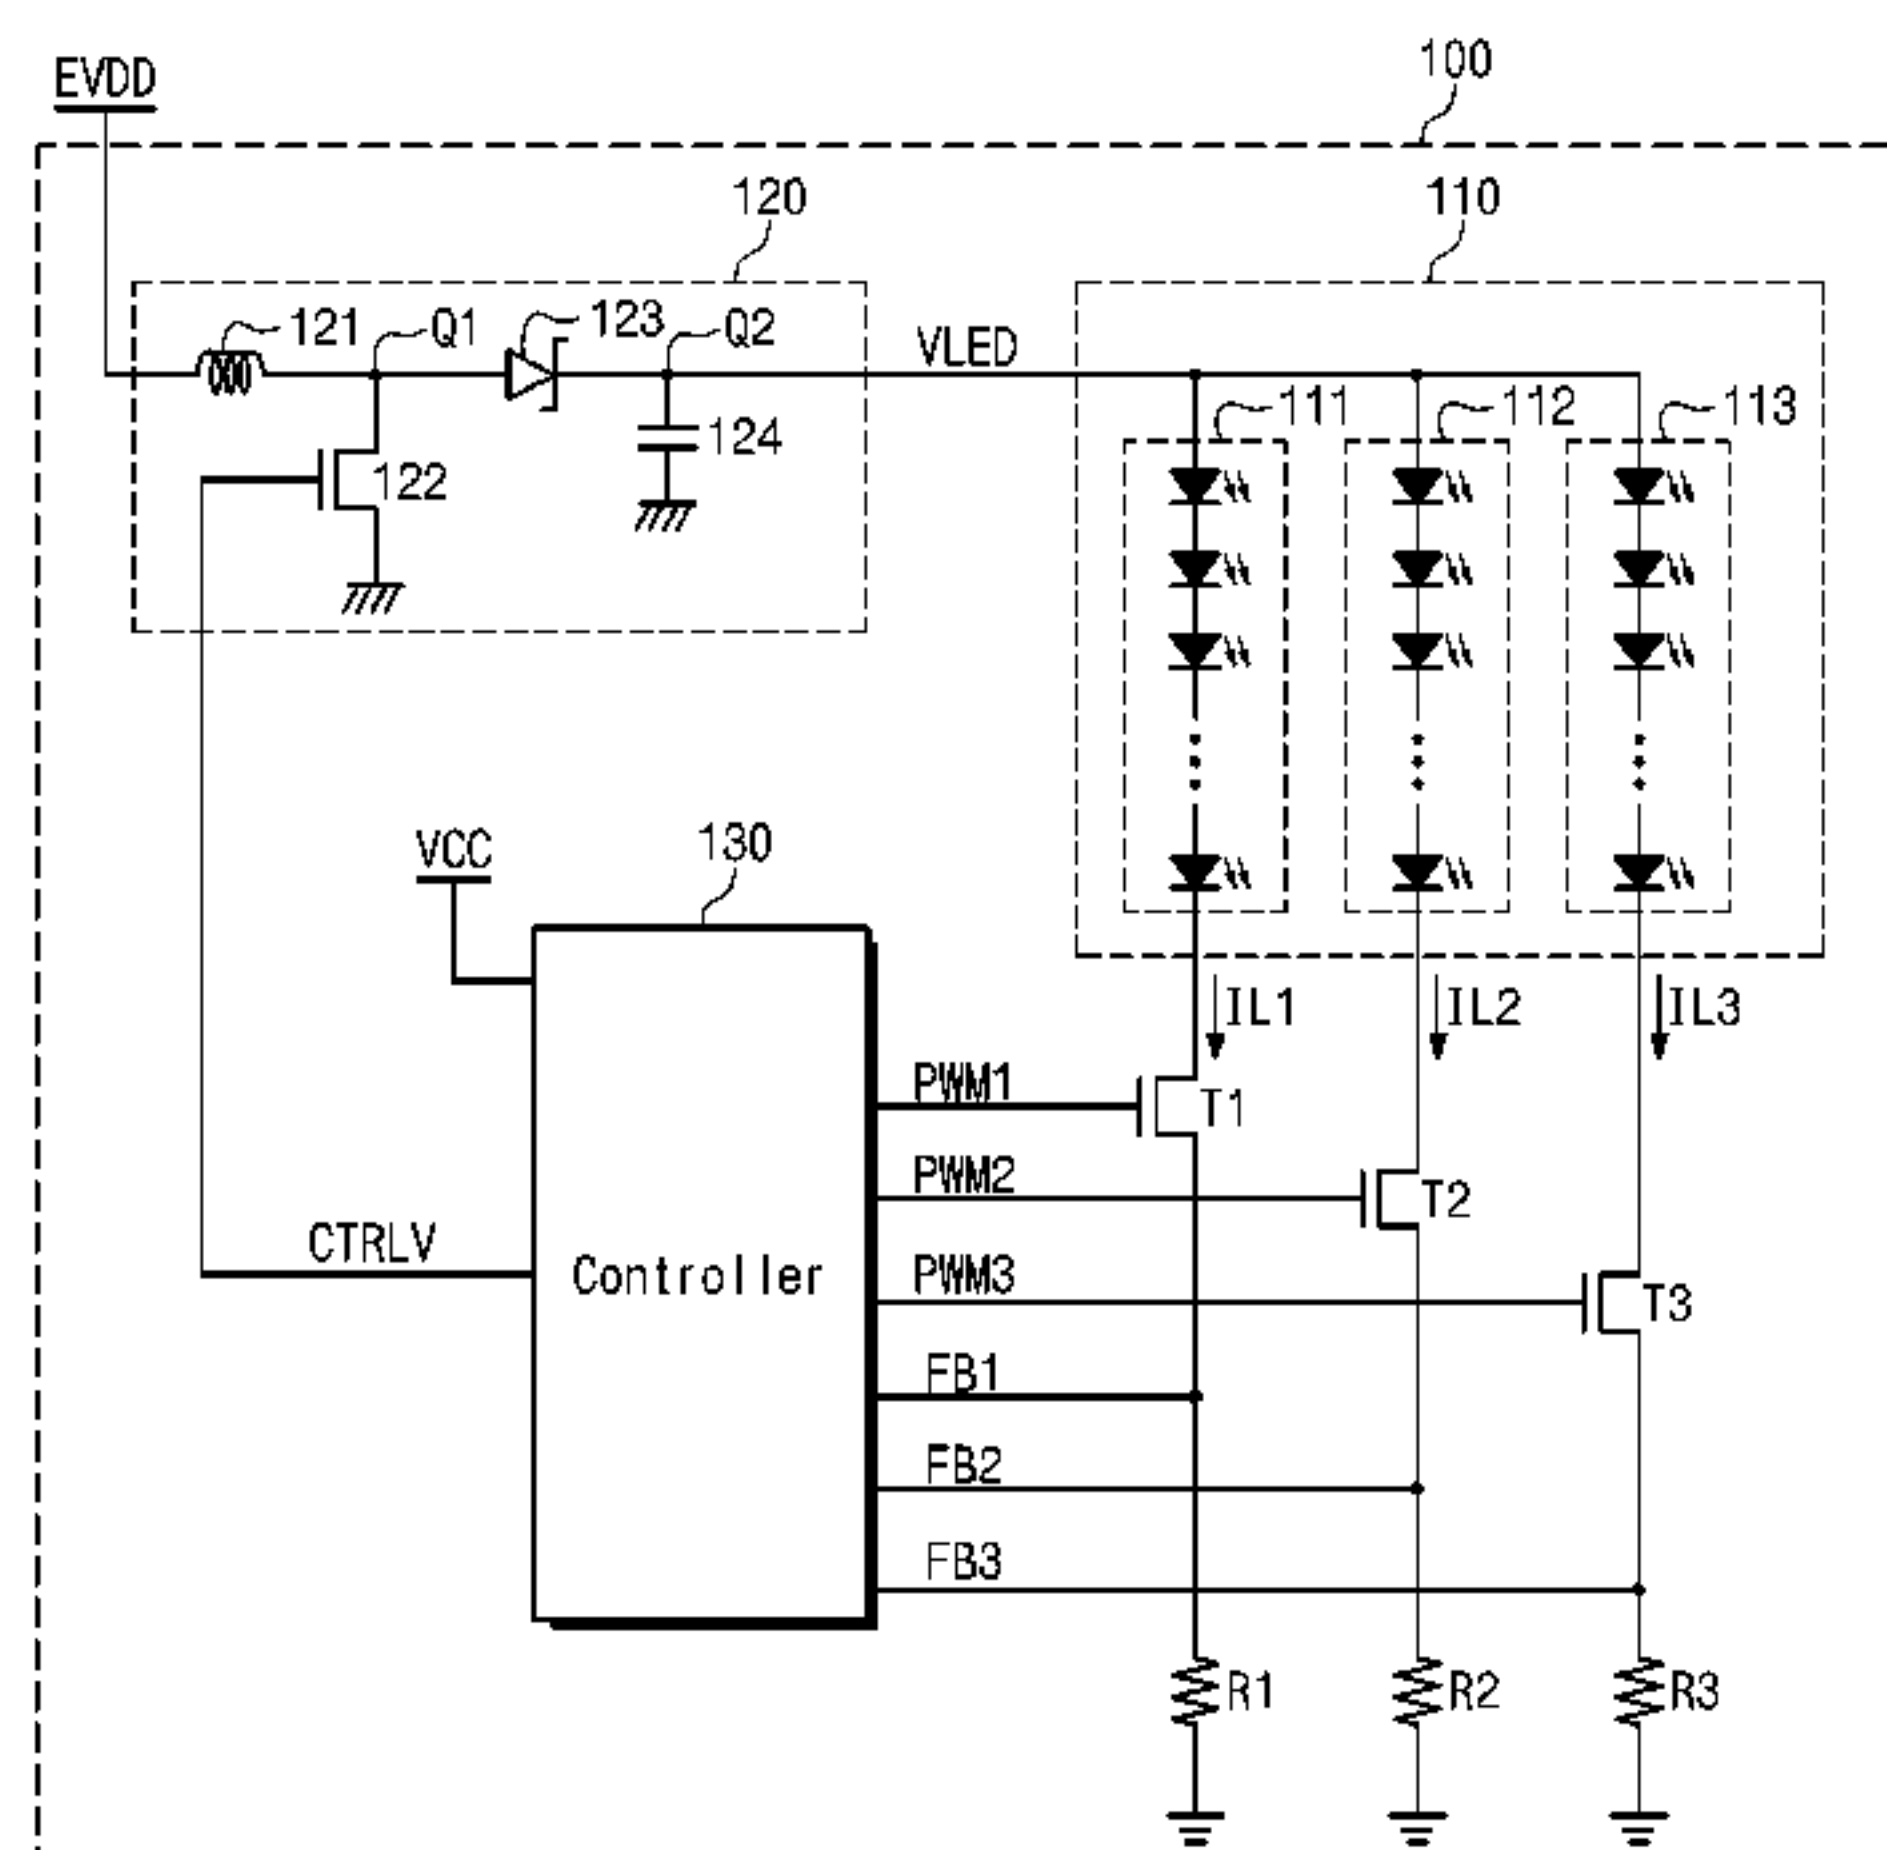 EVDD
100
120
110
121
Q1
123
Q2
VLED
111
112
113
124
122
VCC
130
IL1
IL2
IL3
PWM1
T1
PWM2
T2
CTRLV
Controller
PWM3
T3
FB1
FB2
FB3
R1
R2
R3